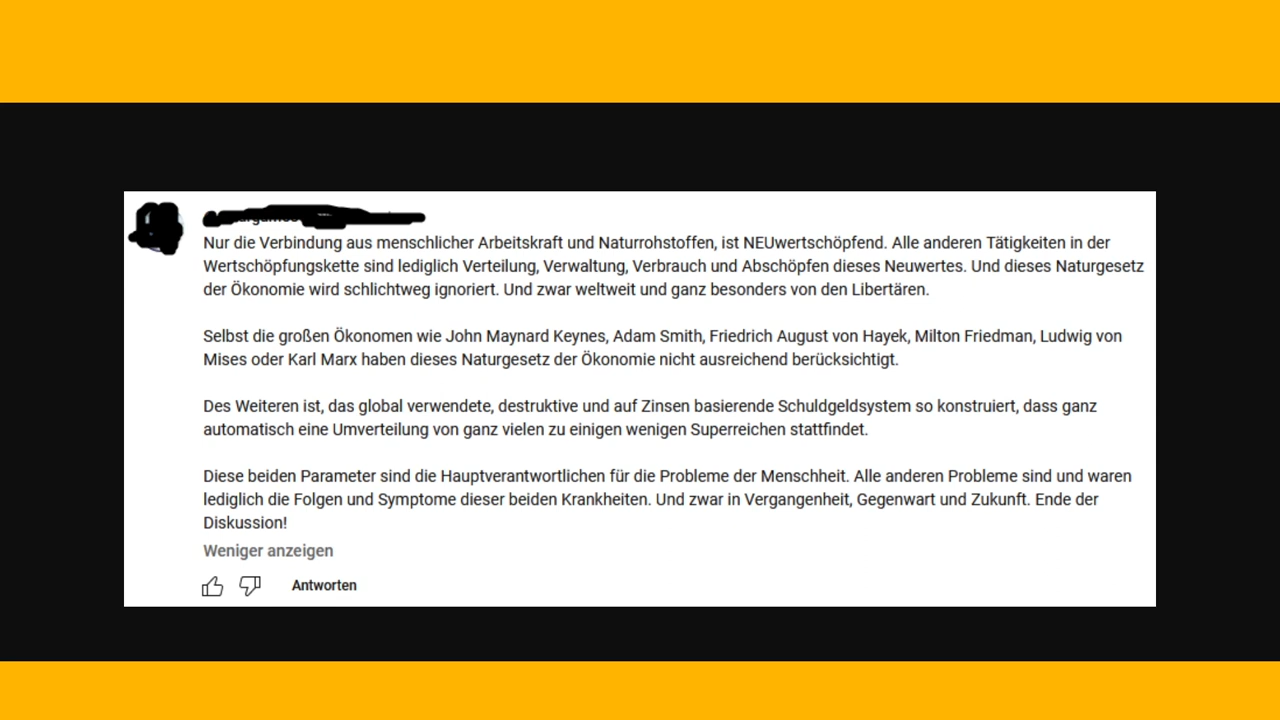 Nur die Verbindung aus menschlicher Arbeitskraft und Naturrohstoffen, ist NEUwertschöpfend. Alle anderen Tätigkeiten in der
Wertschöpfungskette sind lediglich Verteilung, Verwaltung, Verbrauch und Abschöpfen dieses Neuwertes. Und dieses Naturgesetz
der Ökonomie wird schlichtweg ignoriert. Und zwar weltweit und ganz besonders von den Libertären.
Selbst die großen Ökonomen wie John Maynard Keynes, Adam Smith, Friedrich August von Hayek, Milton Friedman, Ludwig von
Mises oder Karl Marx haben dieses Naturgesetz der Ökonomie nicht ausreichend berücksichtigt.
Des Weiteren ist, das global verwendete, destruktive und auf Zinsen basierende Schuldgeldsystem so konstruiert, dass ganz
automatisch eine Umverteilung von ganz vielen zu einigen wenigen Superreichen stattfindet.
Diese beiden Parameter sind die Hauptverantwortlichen für die Probleme der Menschheit. Alle anderen Probleme sind und waren
lediglich die Folgen und Symptome dieser beiden Krankheiten. Und zwar in Vergangenheit, Gegenwart und Zukunft. Ende der
Diskussion!
Weniger anzeigen
Antworten